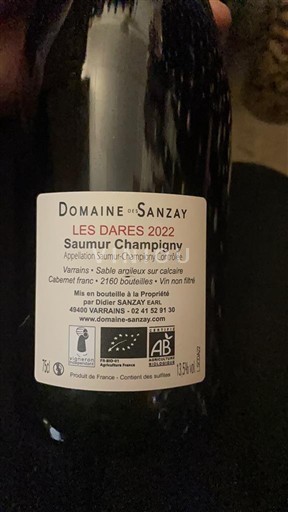 DOMAINE DES SANZAY
LES DARES 2022
Saumur Champigny
Appellation Saumur-Champigny Contrôlée
Varrains • Sable argileux sur calcaire
Cabernet franc • 2160 bouteilles • Vin non filtré
Mis en bouteille à la Propriété
par Didier SANZAY EARL
49400 VARRAINS - 02 41 52 91 30
www.domaine-sanzay.com
75cl
vigneron
FR-BIO-01
Agriculture France
CERTIFIÉ
AB
AGRICULTURE
BIOLOGIQUE
13,5% vol.
Produit de France - Contient des sulfites